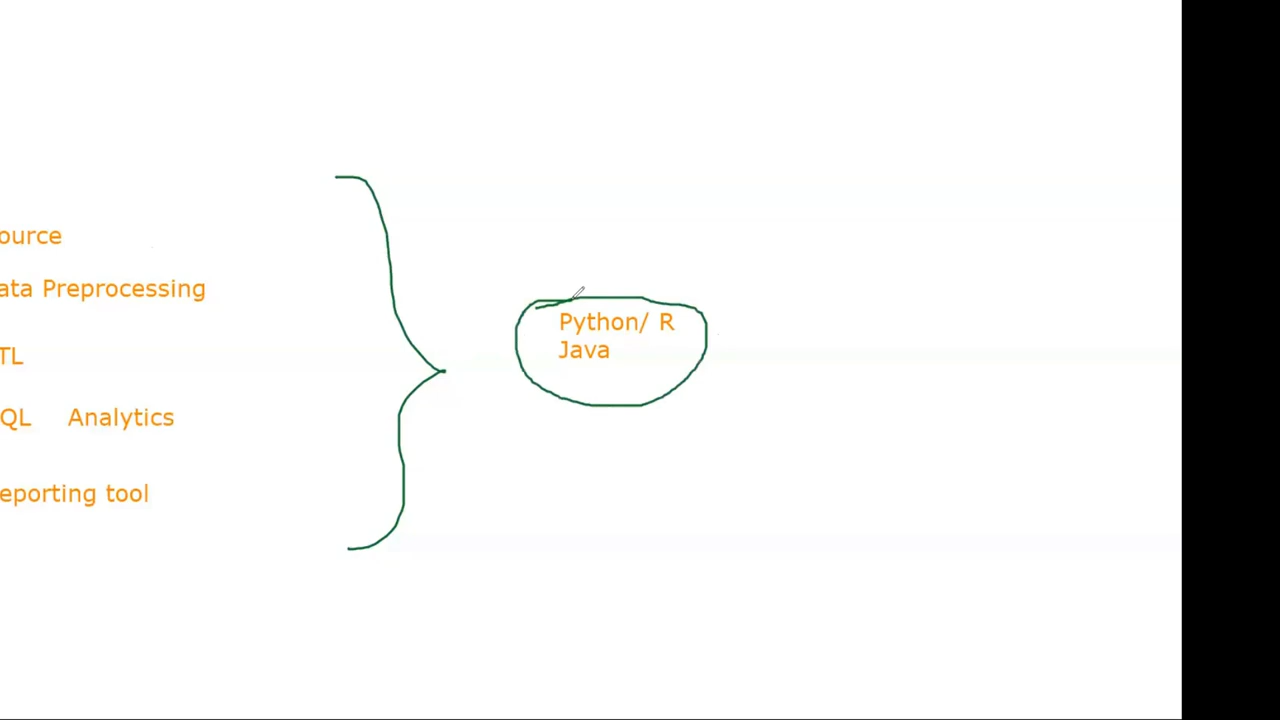 ource
ata Preprocessing
TL
QL Analytics
eporting tool
Python/ R
Java